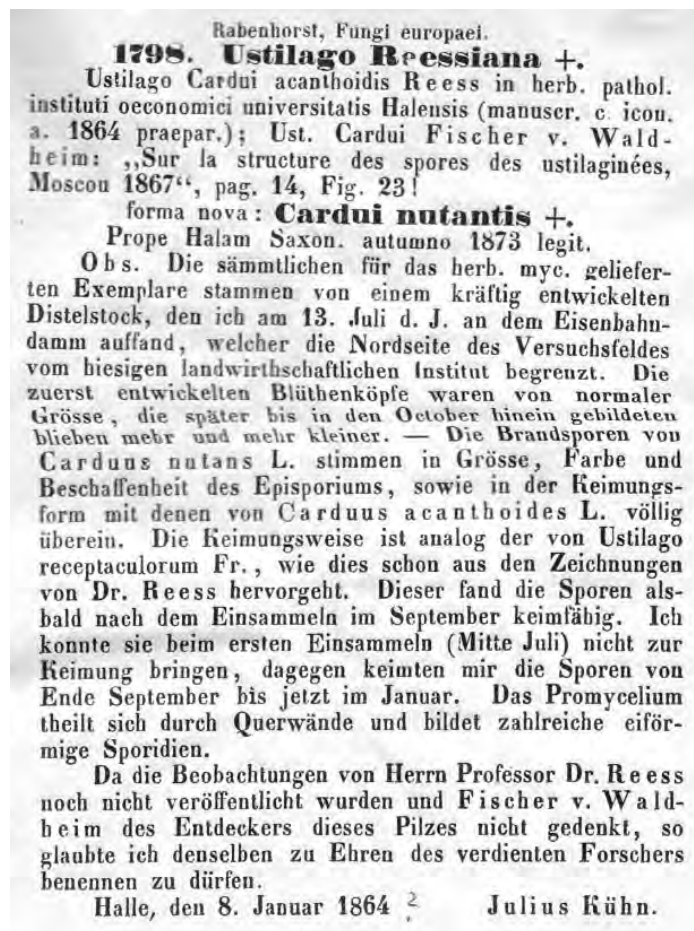 Rabenhorst, Fungi europaei.
1798. Ustilago Reessiana +.
Ustilago Cardui acanthoidis Reess in herb. pathol.
instituti oeconomici universitatis Halensis (manuscr. c. icon.
a. 1864 praepar.); Ust. Cardui Fischer v. Wald-
heim: „Sur la structure des spores des ustilaginées,
Moscou 1867“, pag. 14, Fig. 23!
forma nova: Cardui nutantis +.
Prope Halam Saxon. autumno 1873 legit.
Obs. Die sämmtlichen für das herb. myc. geliefer-
ten Exemplare stammen von einem kräftig entwickelten
Distelstock, den ich am 13. Juli d. J. an dem Eisenbahn-
damm auffand, welcher die Nordseite des Versuchsfeldes
vom hiesigen landwirthschaftlichen Institut begrenzt. Die
zuerst entwickelten Blüthenköpfe waren von normaler
Grösse, die später bis in den October hinein gebildeten
blieben mehr und mehr kleiner. — Die Brandsporen von
Carduus nutans L. stimmen in Grösse, Farbe und
Beschaffenheit des Episporiums, sowie in der Keimungs-
form mit denen von Carduus acanthoides L. völlig
überein. Die Keimungsweise ist analog der von Ustilago
receptaculorum Fr., wie dies schon aus den Zeichnungen
von Dr. Reess hervorgeht. Dieser fand die Sporen als-
bald nach dem Einsammeln im September keimfähig. Ich
konnte sie beim ersten Einsammeln (Mitte Juli) nicht zur
Keimung bringen, dagegen keimten mir die Sporen von
Ende September bis jetzt im Januar. Das Promycelium
theilt sich durch Querwände und bildet zahlreiche eiför-
mige Sporidien.
Da die Beobachtungen von Herrn Professor Dr. Reess
noch nicht veröffentlicht wurden und Fischer v. Wald-
heim des Entdeckers dieses Pilzes nicht gedenkt, so
glaubte ich denselben zu Ehren des verdienten Forschers
benennen zu dürfen.
Halle, den 8. Januar 1864 ? Julius Kühn.